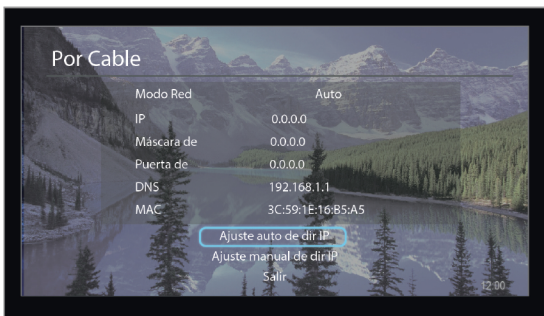 Por Cable
Modo Red Auto
IP 0.0.0.0
Máscara de 0.0.0.0
Puerta de 0.0.0.0
DNS 192.168.1.1
MAC 3C:59:1E:16:B5:A5
Ajuste auto de dir IP
Ajuste manual de dir IP
Salir
12:00